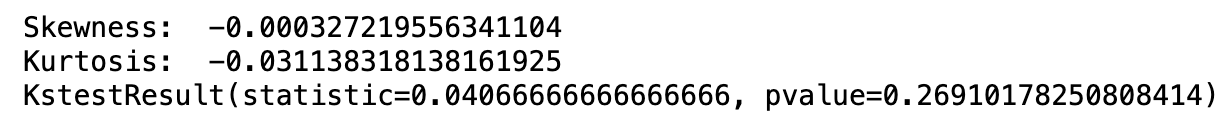 Skewness:  -0.000327219556341104
Kurtosis:  -0.031138318138161925
KstestResult(statistic=0.04066666666666666, pvalue=0.26910178250808414)